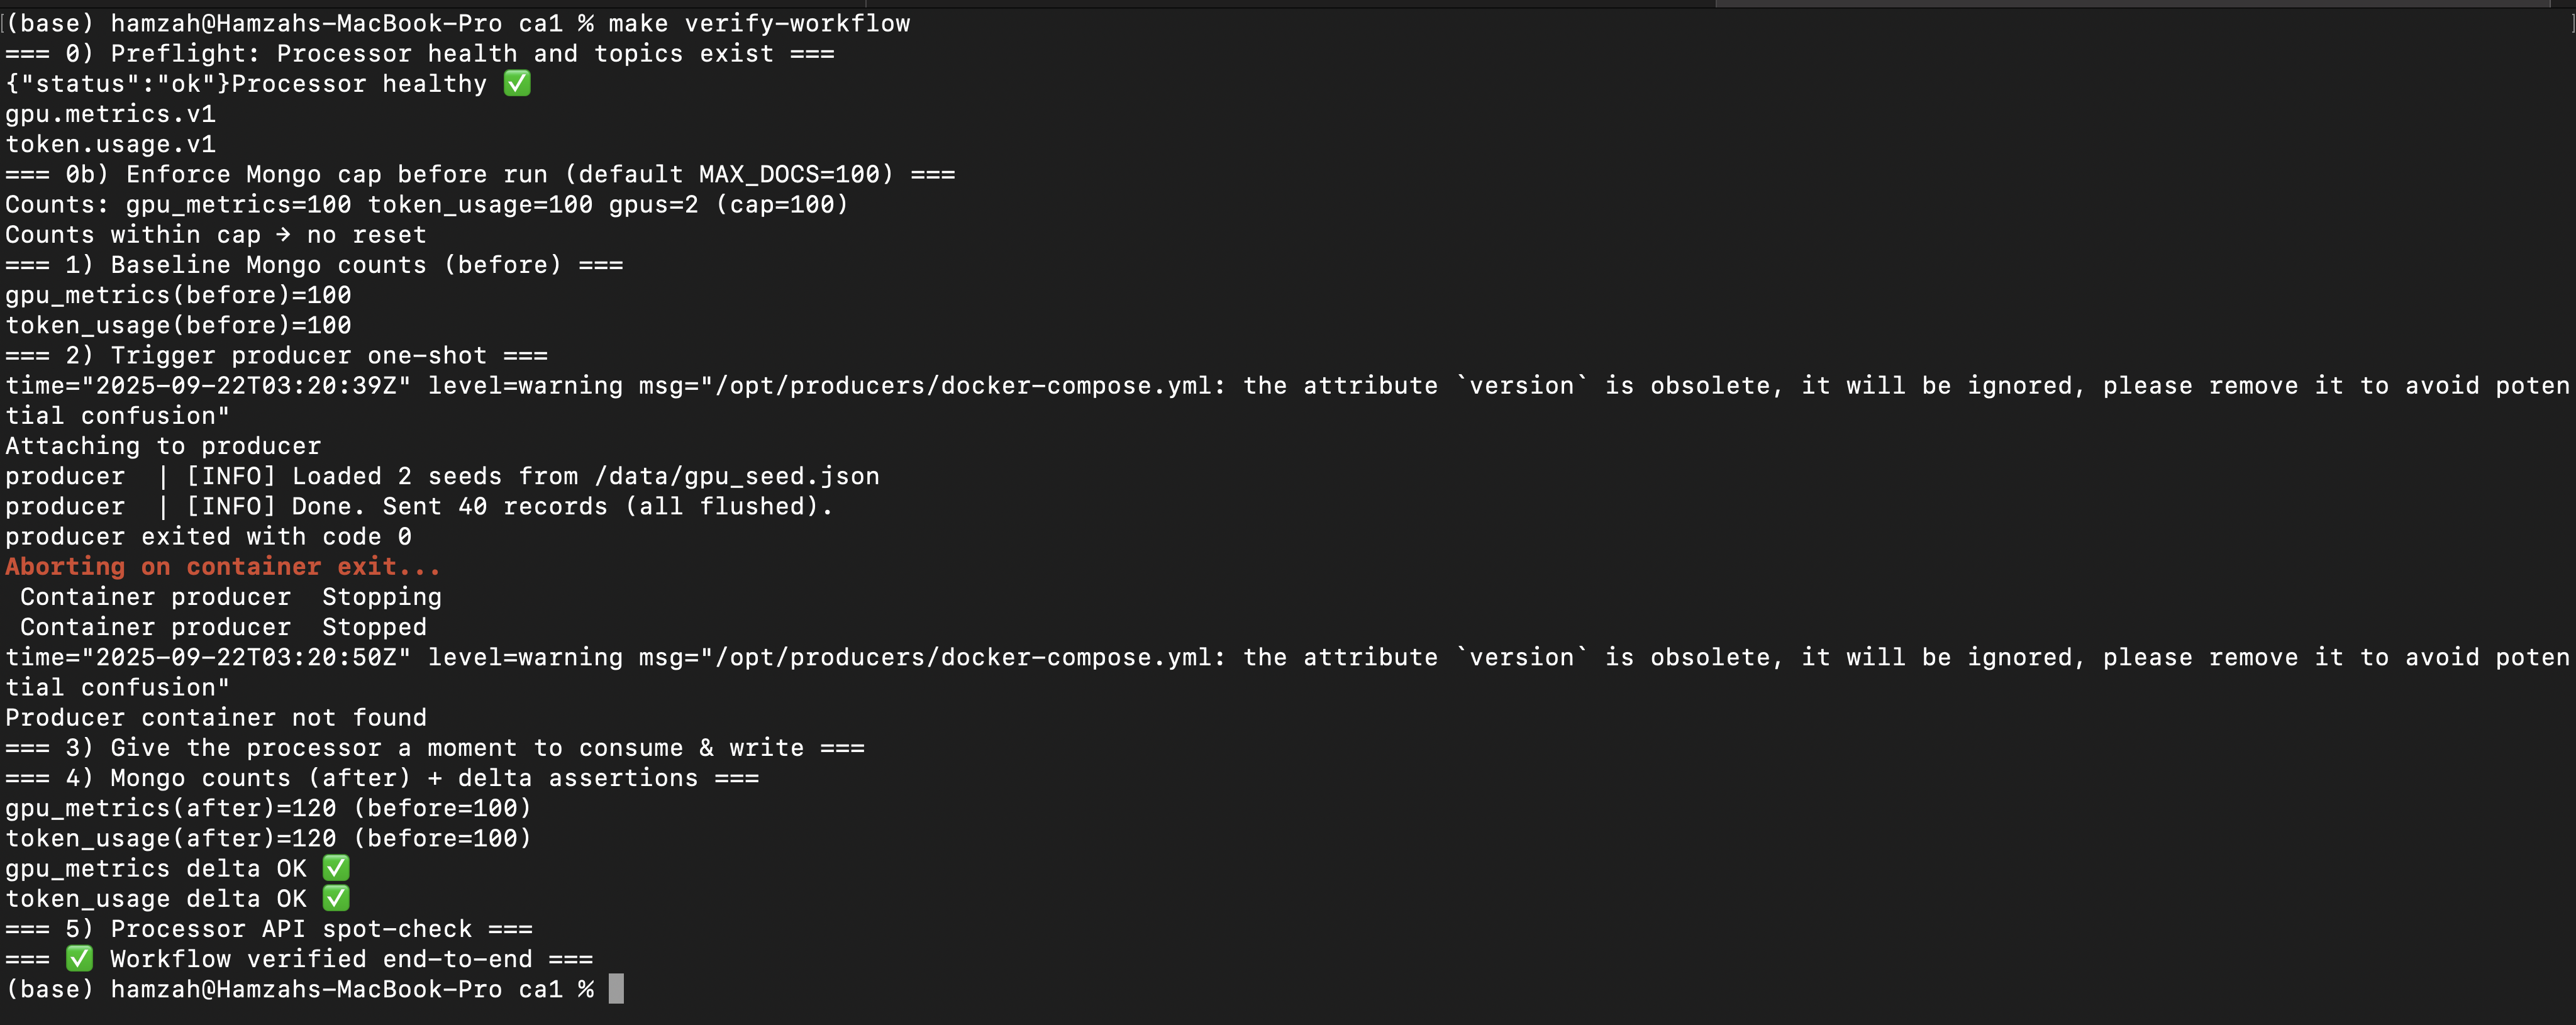 (base) hamzah@Hamzahs-MacBook-Pro ca1 % make verify-workflow
=== 0) Preflight: Processor health and topics exist ===
{"status":"ok"}Processor healthy ✅
gpu.metrics.v1
token.usage.v1
=== 0b) Enforce Mongo cap before run (default MAX_DOCS=100) ===
Counts: gpu_metrics=100 token_usage=100 gpus=2 (cap=100)
Counts within cap → no reset
=== 1) Baseline Mongo counts (before) ===
gpu_metrics(before)=100
token_usage(before)=100
=== 2) Trigger producer one-shot ===
time="2025-09-22T03:20:39Z" level=warning msg="/opt/producers/docker-compose.yml: the attribute `version` is obsolete, it will be ignored, please remove it to avoid poten
tial confusion"
Attaching to producer
producer  | [INFO] Loaded 2 seeds from /data/gpu_seed.json
producer  | [INFO] Done. Sent 40 records (all flushed).
producer exited with code 0
Aborting on container exit...
 Container producer  Stopping
 Container producer  Stopped
time="2025-09-22T03:20:50Z" level=warning msg="/opt/producers/docker-compose.yml: the attribute `version` is obsolete, it will be ignored, please remove it to avoid poten
tial confusion"
Producer container not found
=== 3) Give the processor a moment to consume & write ===
=== 4) Mongo counts (after) + delta assertions ===
gpu_metrics(after)=120 (before=100)
token_usage(after)=120 (before=100)
gpu_metrics delta OK ✅
token_usage delta OK ✅
=== 5) Processor API spot-check ===
=== ✅ Workflow verified end-to-end ===
(base) hamzah@Hamzahs-MacBook-Pro ca1 %